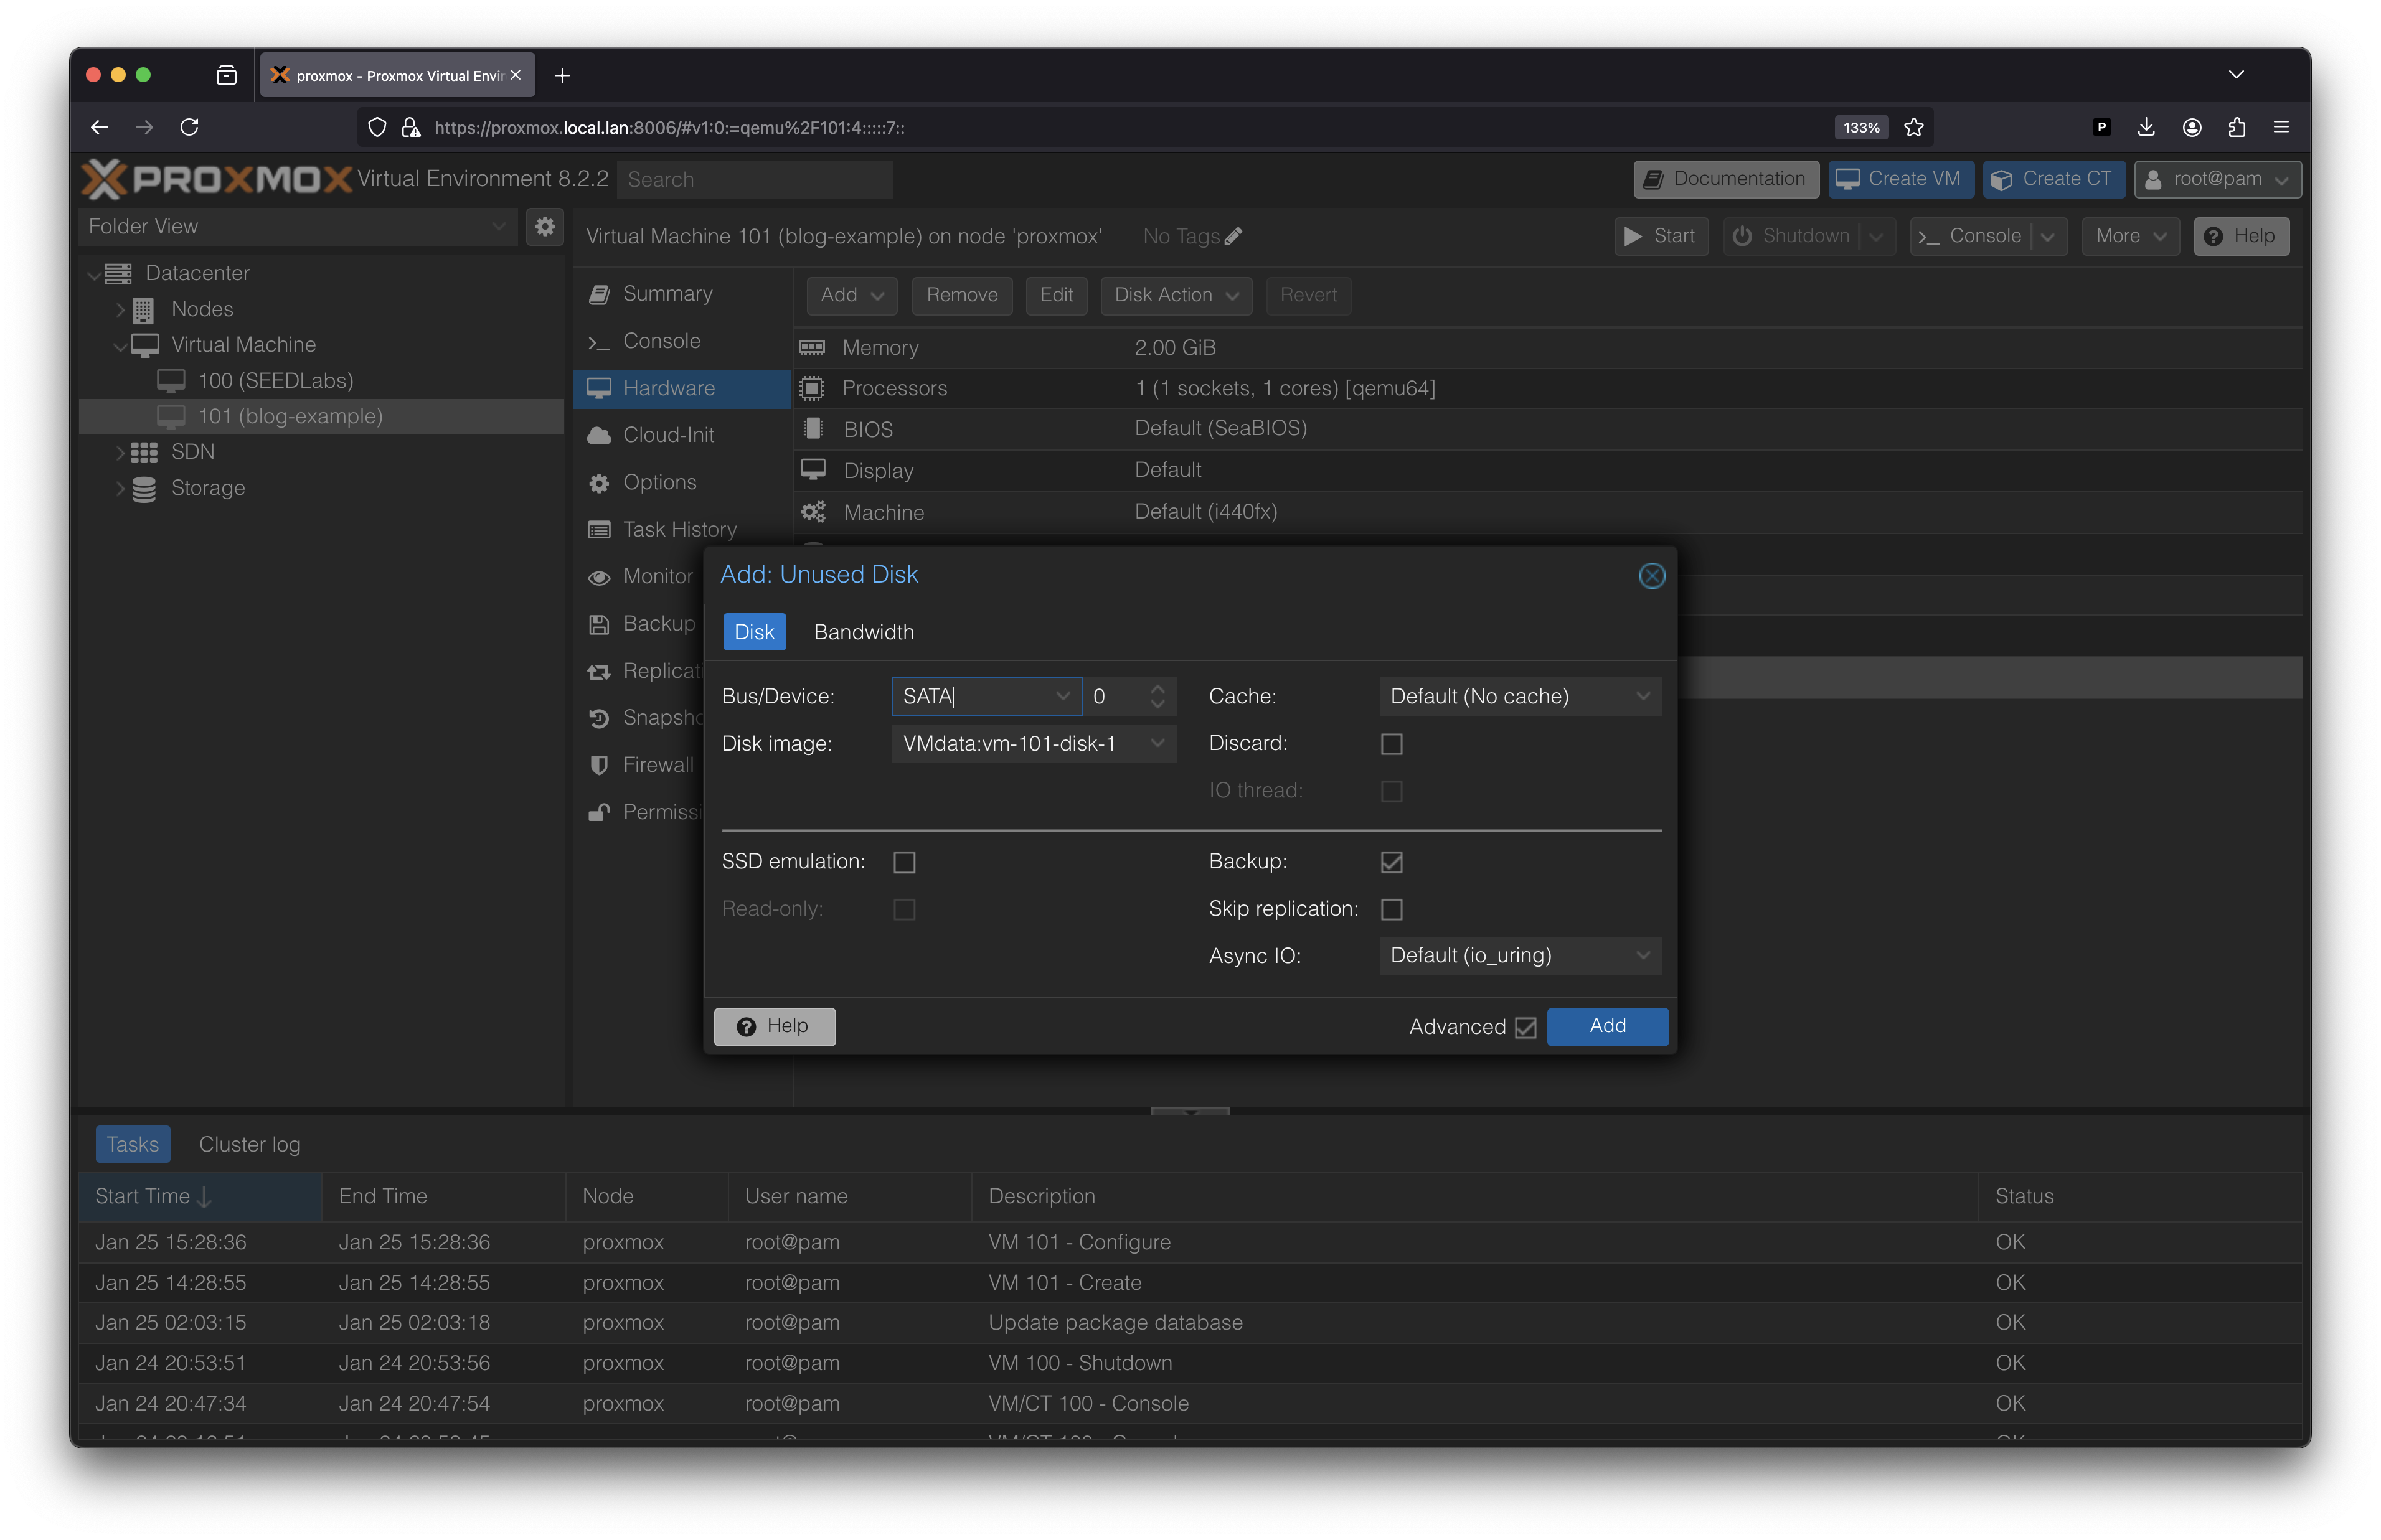 proxmox - Proxmox Virtual Envir
https://proxmox.local.lan:8006/#v1:0:=qemu%2F101:4:::::7::
133%
P
PROXMOX Virtual Environment 8.2.2
Search
Documentation
Create VM
Create CT
root@pam
Folder View
Virtual Machine 101 (blog-example) on node 'proxmox'
No Tags
Start
Shutdown
Console
More
Help
Datacenter
Nodes
Virtual Machine
100 (SEEDLabs)
101 (blog-example)
SDN
Storage
Summary
Console
Hardware
Cloud-Init
Options
Task History
Monitor
Backup
Replicati
Snapsho
Firewall
Permissi
Add
Remove
Edit
Disk Action
Revert
Memory 2.00 GiB
Processors 1 (1 sockets, 1 cores) [qemu64]
BIOS Default (SeaBIOS)
Display Default
Machine Default (i440fx)
Add: Unused Disk
Disk
Bandwidth
Bus/Device: SATA 0
Cache: Default (No cache)
Disk image: VMdata:vm-101-disk-1
Discard:
IO thread:
SSD emulation:
Backup:
Read-only:
Skip replication:
Async IO: Default (io_uring)
Help
Advanced
Add
Tasks
Cluster log
Start Time End Time Node User name Description Status
Jan 25 15:28:36 Jan 25 15:28:36 proxmox root@pam VM 101 - Configure OK
Jan 25 14:28:55 Jan 25 14:28:55 proxmox root@pam VM 101 - Create OK
Jan 25 02:03:15 Jan 25 02:03:18 proxmox root@pam Update package database OK
Jan 24 20:53:51 Jan 24 20:53:56 proxmox root@pam VM 100 - Shutdown OK
Jan 24 20:47:34 Jan 24 20:47:54 proxmox root@pam VM/CT 100 - Console OK